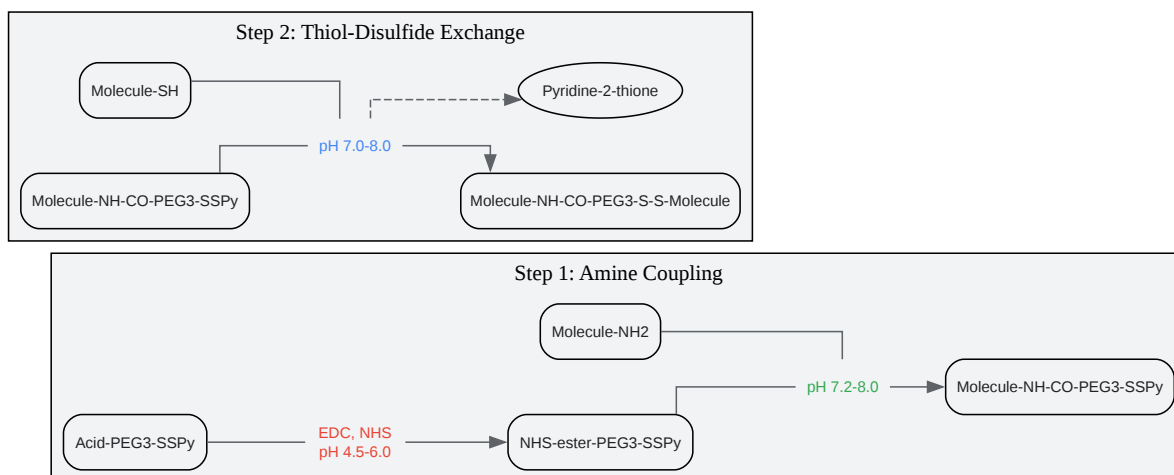 Step 2: Thiol-Disulfide Exchange
Molecule-SH
Pyridine-2-thione
pH 7.0-8.0
Molecule-NH-CO-PEG3-SSPy
Molecule-NH-CO-PEG3-S-S-Molecule
Step 1: Amine Coupling
Molecule-NH2
pH 7.2-8.0
Molecule-NH-CO-PEG3-SSPy
Acid-PEG3-SSPy
EDC, NHS
pH 4.5-6.0
NHS-ester-PEG3-SSPy